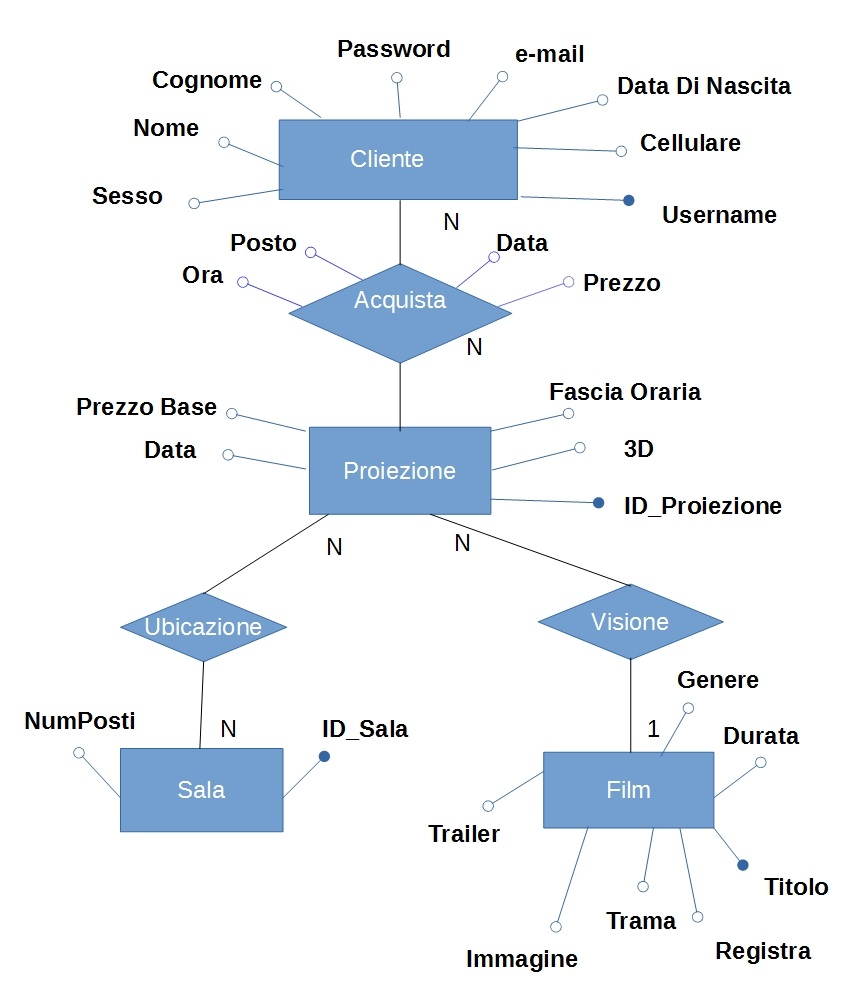 Password
e-mail
Cognome
Data Di Nascita
Nome
Cellulare
Cliente
Sesso
Username
N
Posto
Data
Ora
Prezzo
Acquista
N
Fascia Oraria
Prezzo Base
Data
3D
Proiezione
ID_Proiezione
N
N
Ubicazione
Visione
Genere
NumPosti
N
ID_Sala
1
Durata
Sala
Film
Trailer
Titolo
Trama
Immagine
Registra